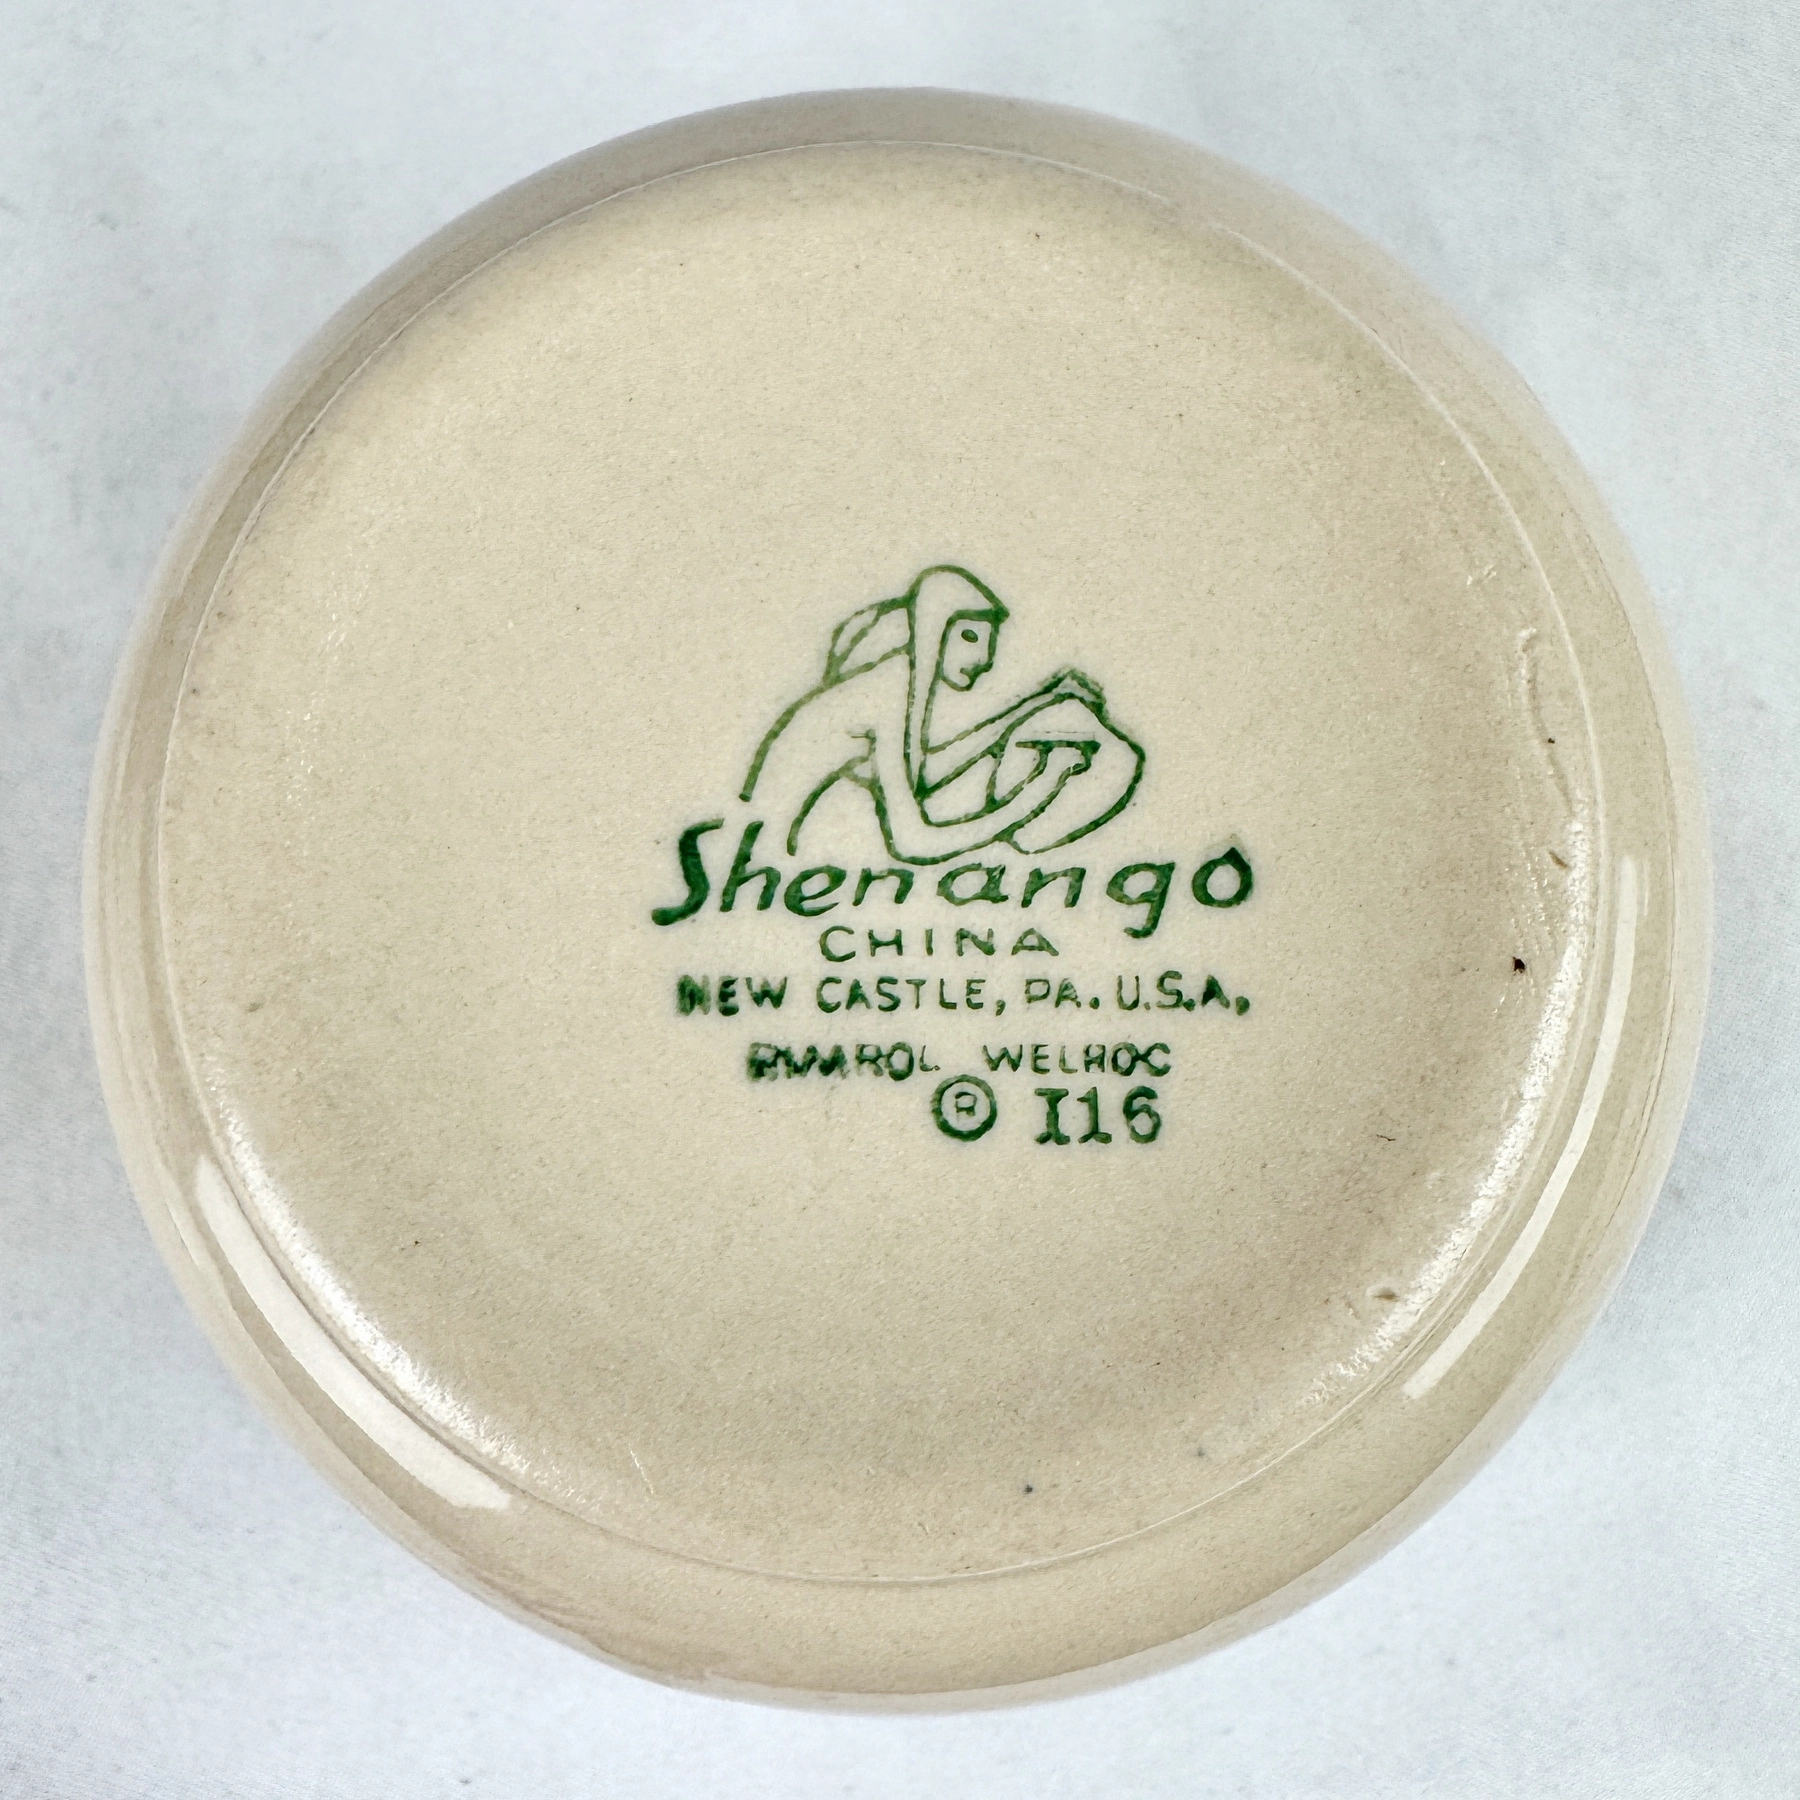 Shenango
CHINA
NEW CASTLE, PA. U.S.A,
RIMROL WELROC
® I16